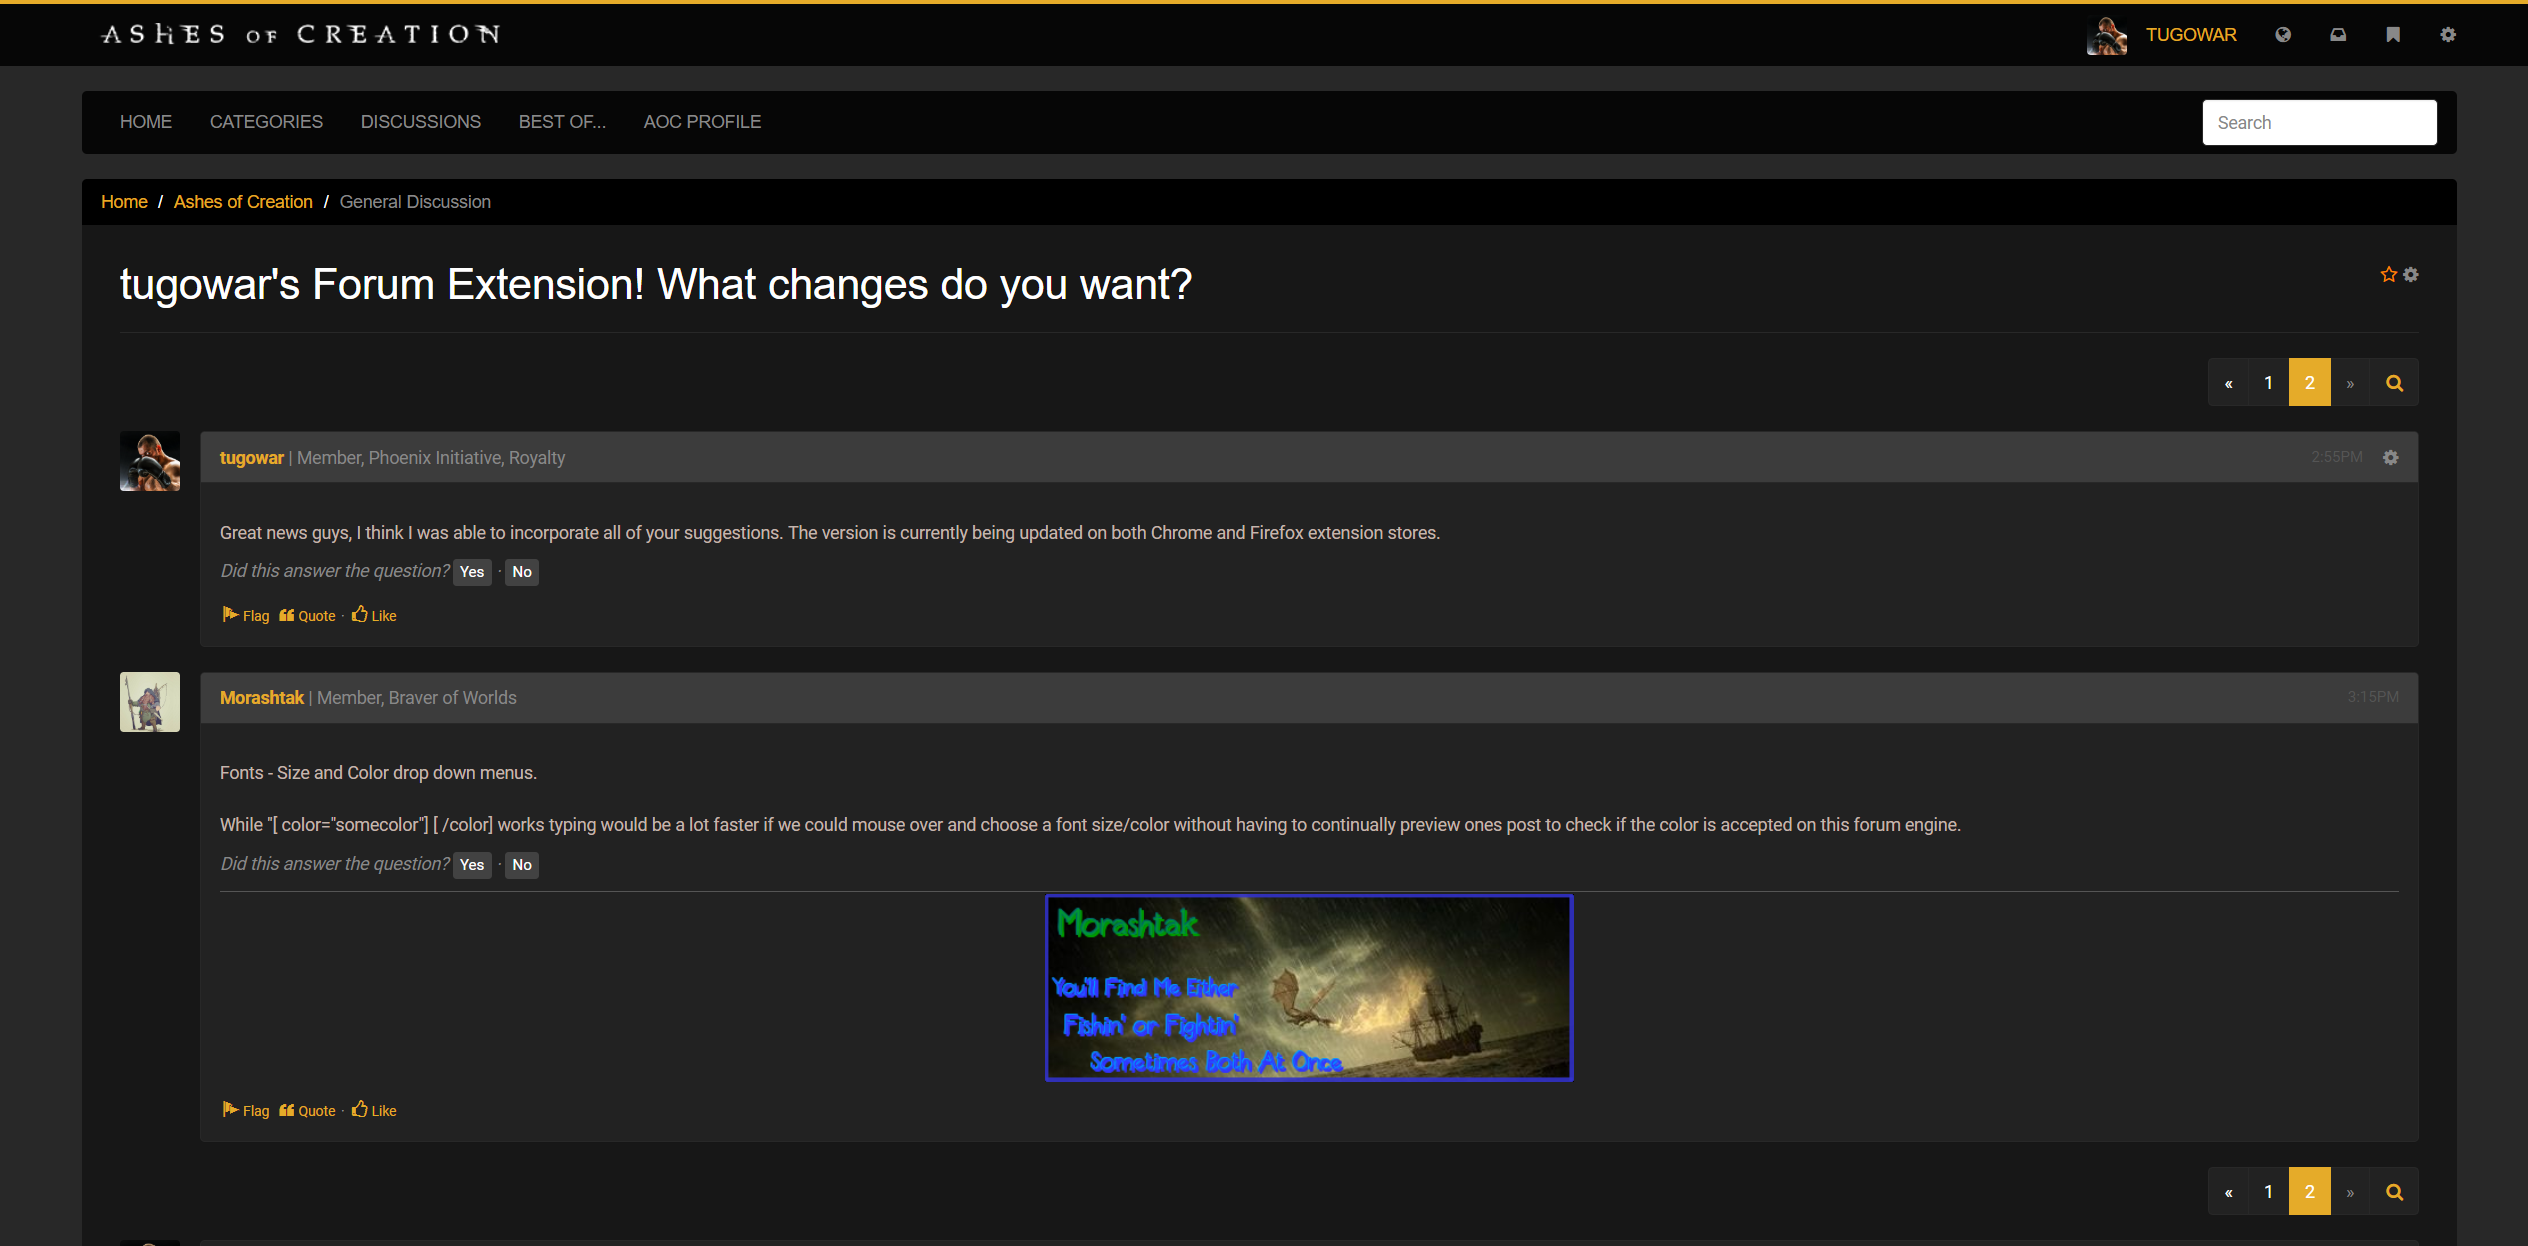 ASHES OF CREATION
TUGOWAR
HOME CATEGORIES DISCUSSIONS BEST OF... AOC PROFILE
Search
Home / Ashes of Creation / General Discussion
tugowar's Forum Extension! What changes do you want?
« 1 2 »
tugowar | Member, Phoenix Initiative, Royalty
2:55PM
Great news guys, I think I was able to incorporate all of your suggestions. The version is currently being updated on both Chrome and Firefox extension stores.
Did this answer the question? Yes · No
Flag Quote · Like
Morashtak | Member, Braver of Worlds
3:15PM
Fonts - Size and Color drop down menus.
While "[ color="somecolor"] [ /color] works typing would be a lot faster if we could mouse over and choose a font size/color without having to continually preview ones post to check if the color is accepted on this forum engine.
Did this answer the question? Yes · No
Morashtak
You'll Find Me Either
Fishin' or Fightin'
Sometimes Both At Once
Flag Quote · Like
« 1 2 »